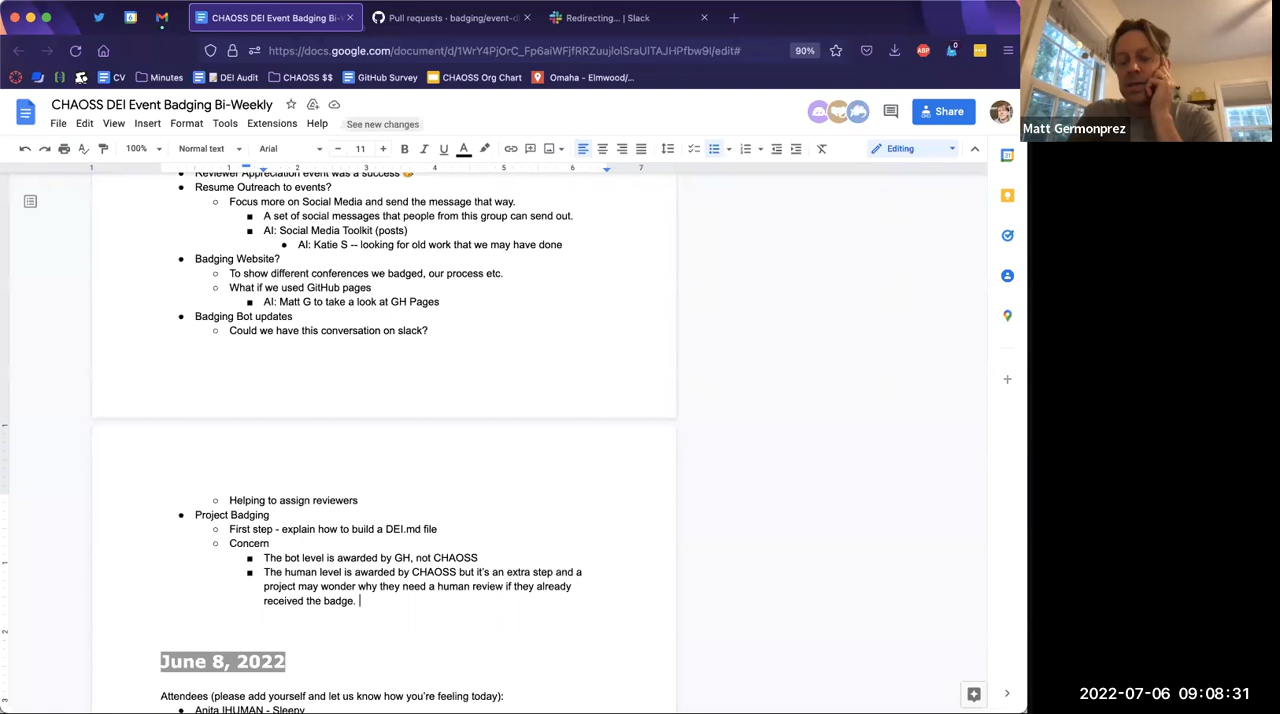 CHAOSS DEI Event Badging Bi-W
Pull requests · badging/event-d
Redirecting... | Slack
https://docs.google.com/document/d/1WrY4PjOrC_Fp6aiWFjfRRZuujlolSraUlTAJHPfbw9I/edit#
90%
CV
Minutes
DEI Audit
CHAOSS $$
GitHub Survey
CHAOSS Org Chart
Omaha - Elmwood/...
CHAOSS DEI Event Badging Bi-Weekly
File Edit View Insert Format Tools Extensions Help See new changes
Share
Matt Germonprez
100% Normal text Arial 11 Editing
1 1 2 3 4 5 6 7
● Reviewer Appreciation event was a success
● Resume Outreach to events?
○ Focus more on Social Media and send the message that way.
■ A set of social messages that people from this group can send out.
■ AI: Social Media Toolkit (posts)
● AI: Katie S -- looking for old work that we may have done
● Badging Website?
○ To show different conferences we badged, our process etc.
○ What if we used GitHub pages
■ AI: Matt G to take a look at GH Pages
● Badging Bot updates
○ Could we have this conversation on slack?
○ Helping to assign reviewers
● Project Badging
○ First step - explain how to build a DEI.md file
○ Concern
■ The bot level is awarded by GH, not CHAOSS
■ The human level is awarded by CHAOSS but it's an extra step and a
project may wonder why they need a human review if they already
received the badge.
June 8, 2022
Attendees (please add yourself and let us know how you're feeling today):
● Anita IHUMAN - Sleepy
2022-07-06 09:08:31